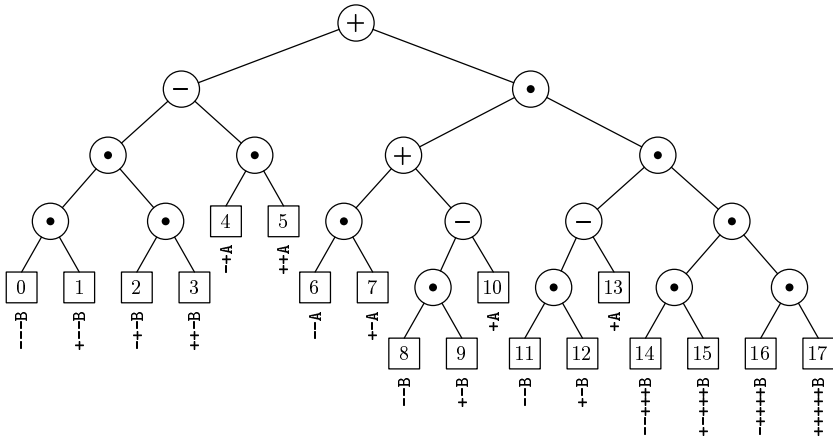 +
− •
• • + •
• • 4 5 • − − •
-+A ++A
0 1 2 3 6 7 • 10 • 13 • •
---B +--B -+-B ++-B --A +-A +A +A
8 9 11 12 14 15 16 17
--B +-B --B +-B --+++B +-+++B -++++B +++++B